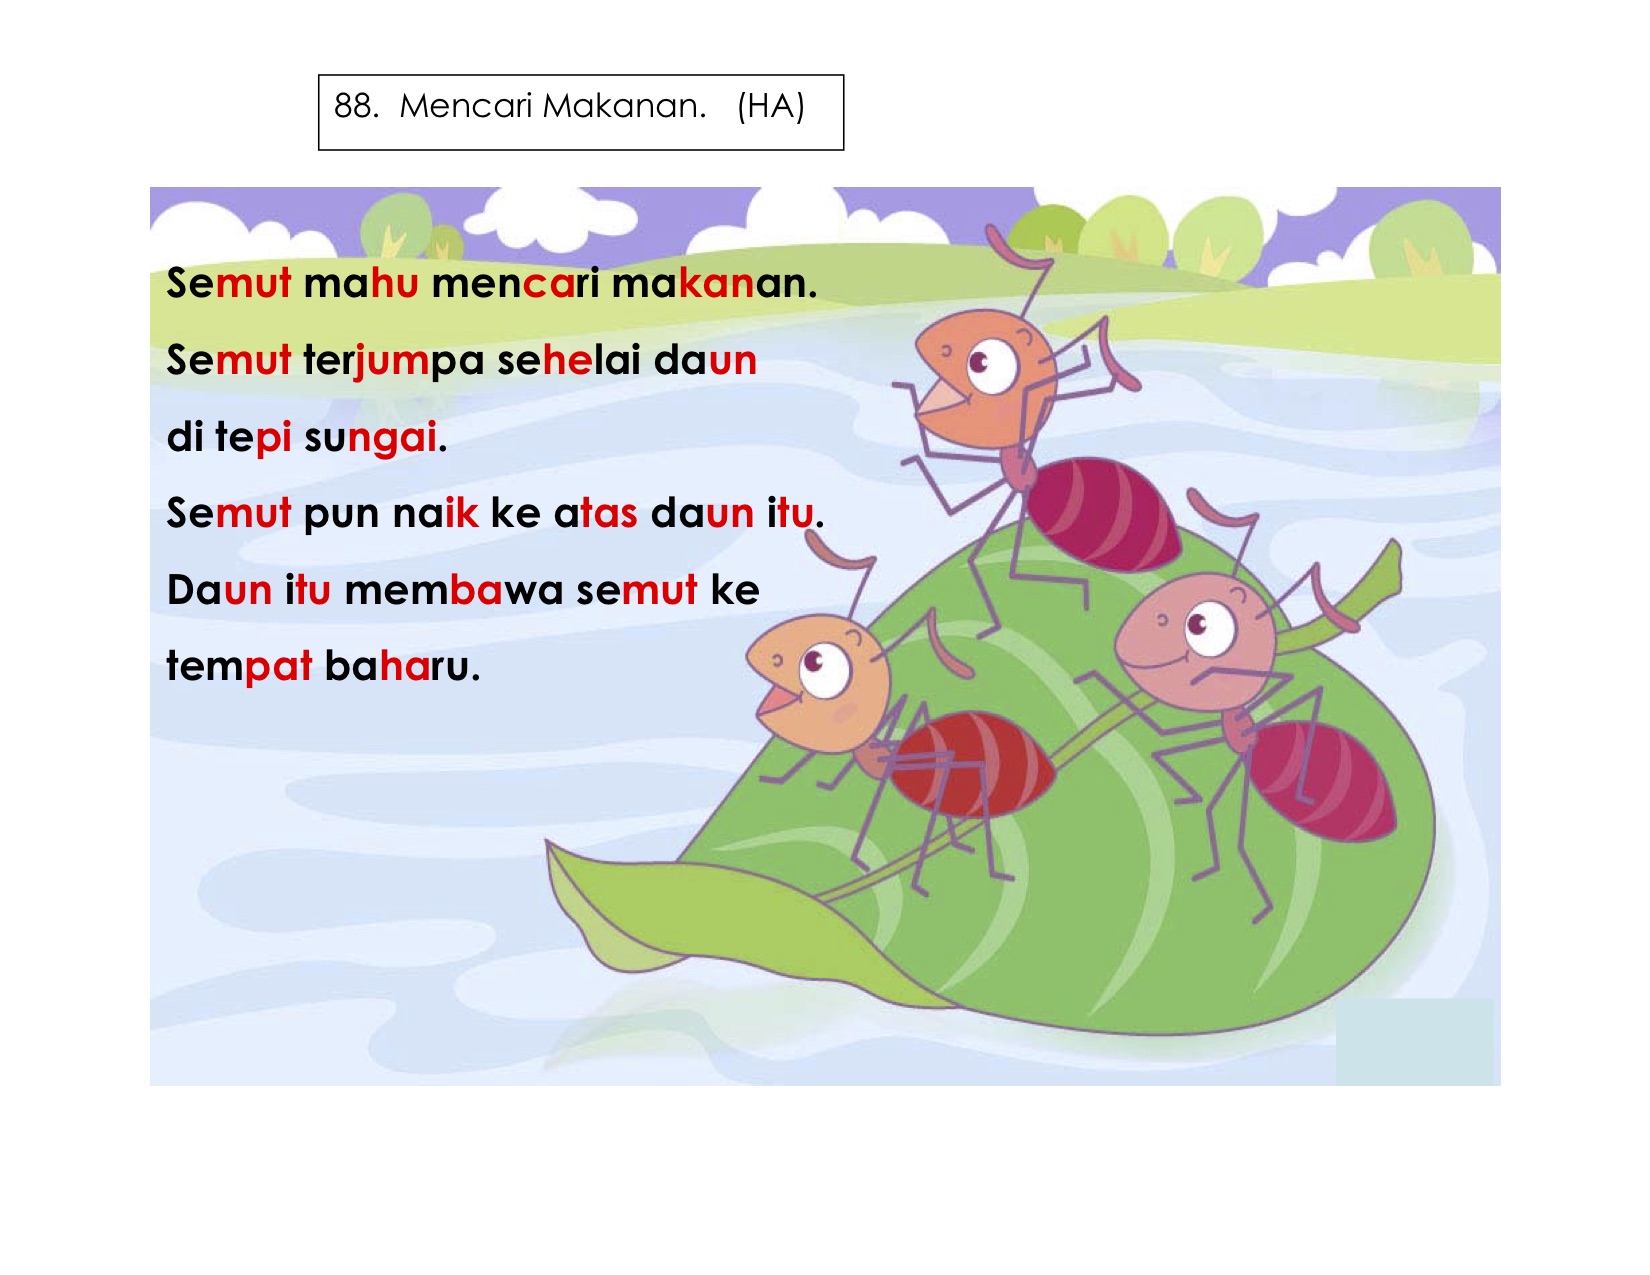 88. Mencari Makanan. (HA)
Semut mahu mencari makanan.
Semut terjumpa sehelai daun
di tepi sungai.
Semut pun naik ke atas daun itu.
Daun itu membawa semut ke
tempat baharu.